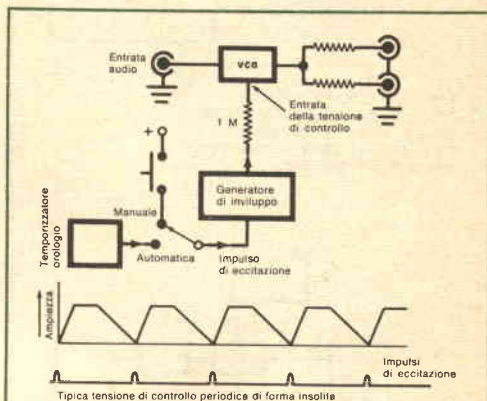 Entrata
audio
vca
Entrata
della tensione
di controllo
1 M
+
Generatore
di inviluppo
Manuale
Temporizzatore
orologio
Automatica
Impulso
di eccitazione
Ampiezza
Impulsi
di eccitazione
Tipica tensione di controllo periodica di forma insolita